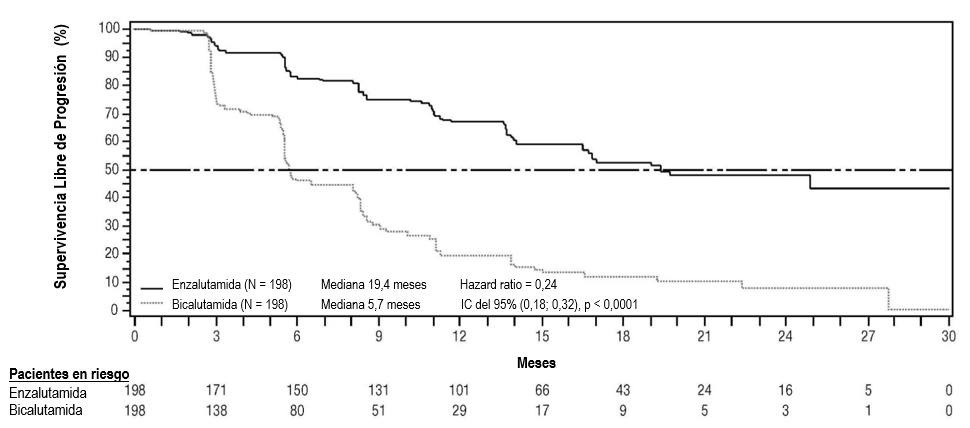 Supervivencia Libre de Progresión (%)
100
90
80
70
60
50
40
30
20
10
0
Enzalutamida (N = 198) Mediana 19,4 meses Hazard ratio = 0,24
Bicalutamida (N = 198) Mediana 5,7 meses IC del 95% (0,18; 0,32), p < 0,0001
0 3 6 9 12 15 18 21 24 27 30
Meses
Pacientes en riesgo
Enzalutamida 198 171 150 131 101 66 43 24 16 5 0
Bicalutamida 198 138 80 51 29 17 9 5 3 1 0